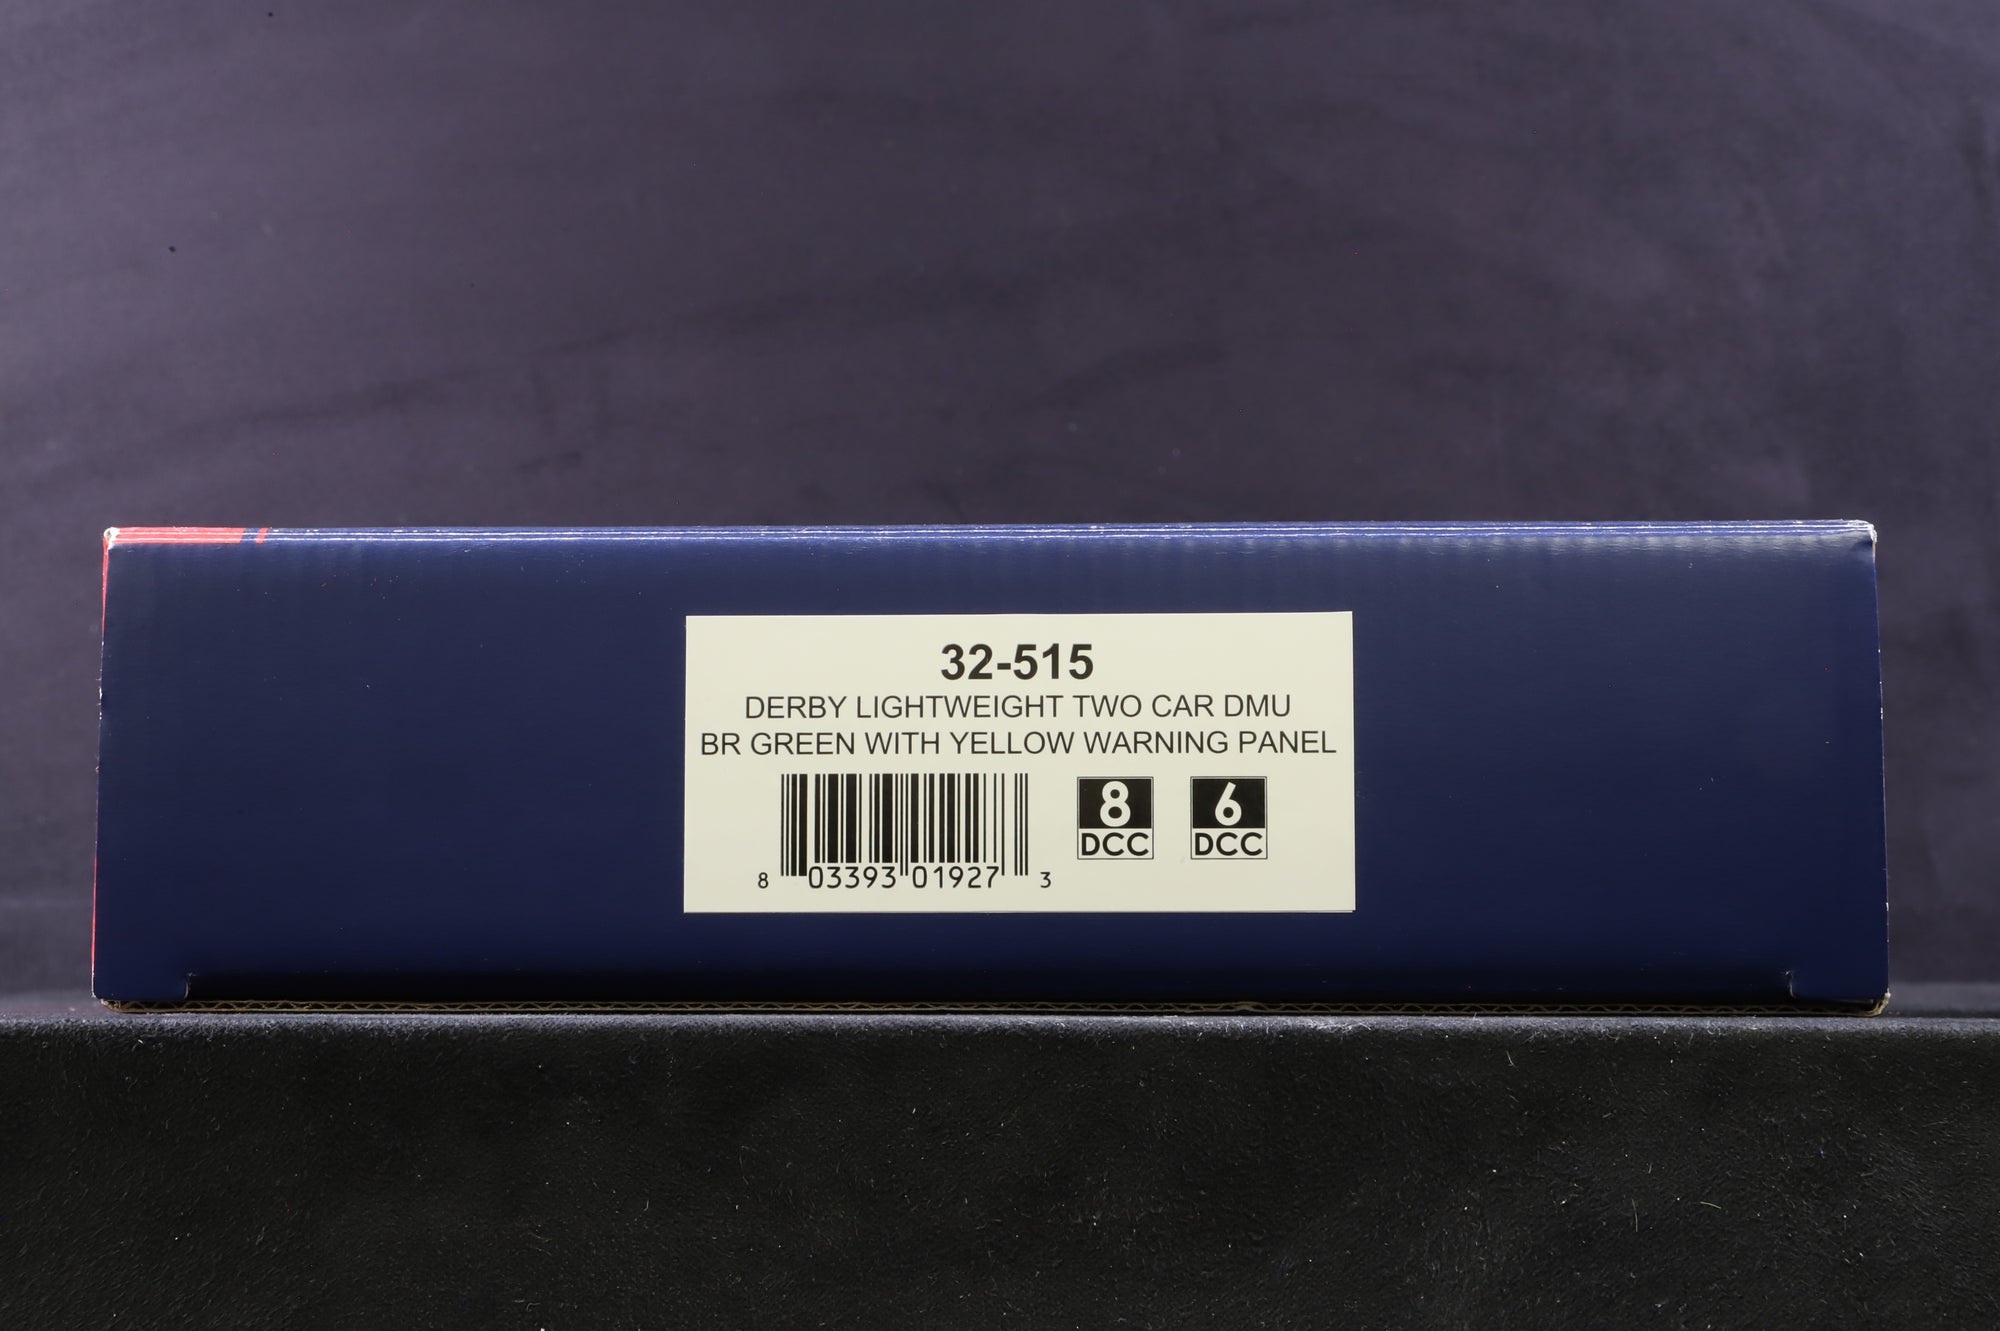 32-515
DERBY LIGHTWEIGHT TWO CAR DMU
BR GREEN WITH YELLOW WARNING PANEL
8 03393 01927 3
8 DCC
6 DCC